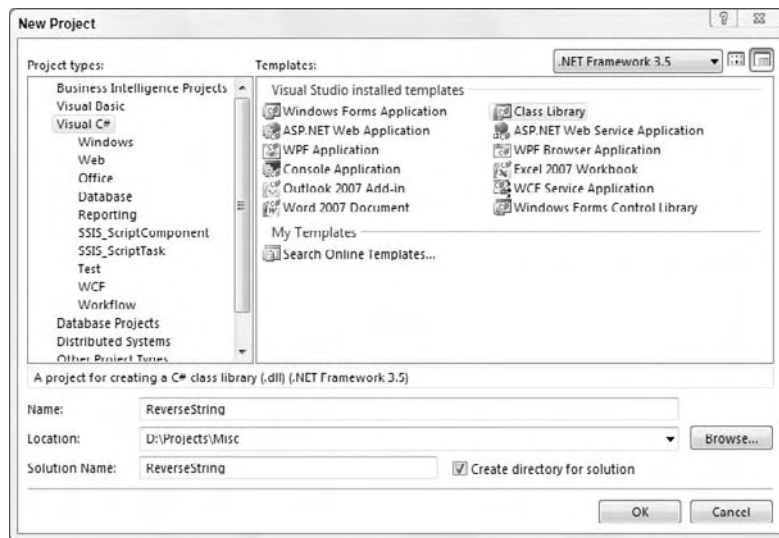 New Project
Project types:
Templates:
.NET Framework 3.5
Business Intelligence Projects
Visual Basic
Visual C#
Windows
Web
Office
Database
Reporting
SSIS_ScriptComponent
SSIS_ScriptTask
Test
WCF
Workflow
Database Projects
Distributed Systems
Other Project Types
Visual Studio installed templates
Windows Forms Application
Class Library
ASP.NET Web Application
ASP.NET Web Service Application
WPF Application
WPF Browser Application
Console Application
Excel 2007 Workbook
Outlook 2007 Add-in
WCF Service Application
Word 2007 Document
Windows Forms Control Library
My Templates
Search Online Templates...
A project for creating a C# class library (.dll) (.NET Framework 3.5)
Name:
ReverseString
Location:
D:\Projects\Misc
Browse...
Solution Name:
ReverseString
Create directory for solution
OK
Cancel